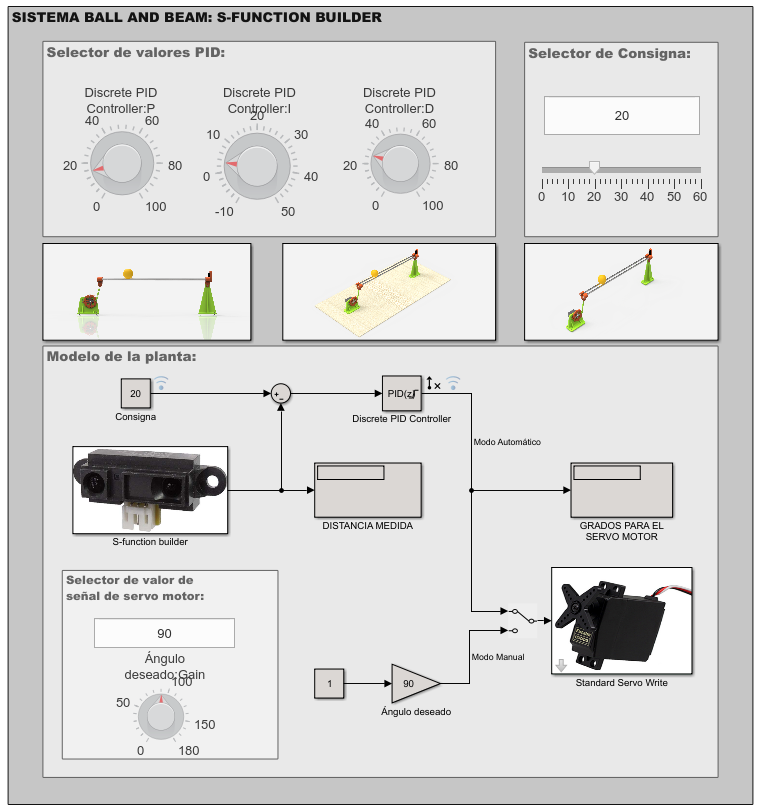 SISTEMA BALL AND BEAM: S-FUNCTION BUILDER
Selector de valores PID:
Discrete PID
Controller:P
40 60
20 80
0 100
Discrete PID
Controller:I
20
10 30
0 40
-10 50
Discrete PID
Controller:D
40 60
20 80
0 100
Selector de Consigna:
20
0 10 20 30 40 50 60
Modelo de la planta:
20
Consigna
+
-
PID(z)
Discrete PID Controller
Modo Automático
S-function builder
DISTANCIA MEDIDA
GRADOS PARA EL
SERVO MOTOR
Selector de valor de
señal de servo motor:
90
Ángulo
deseado:Gain
100
50 150
0 180
1
90
Ángulo deseado
Modo Manual
Standard Servo Write